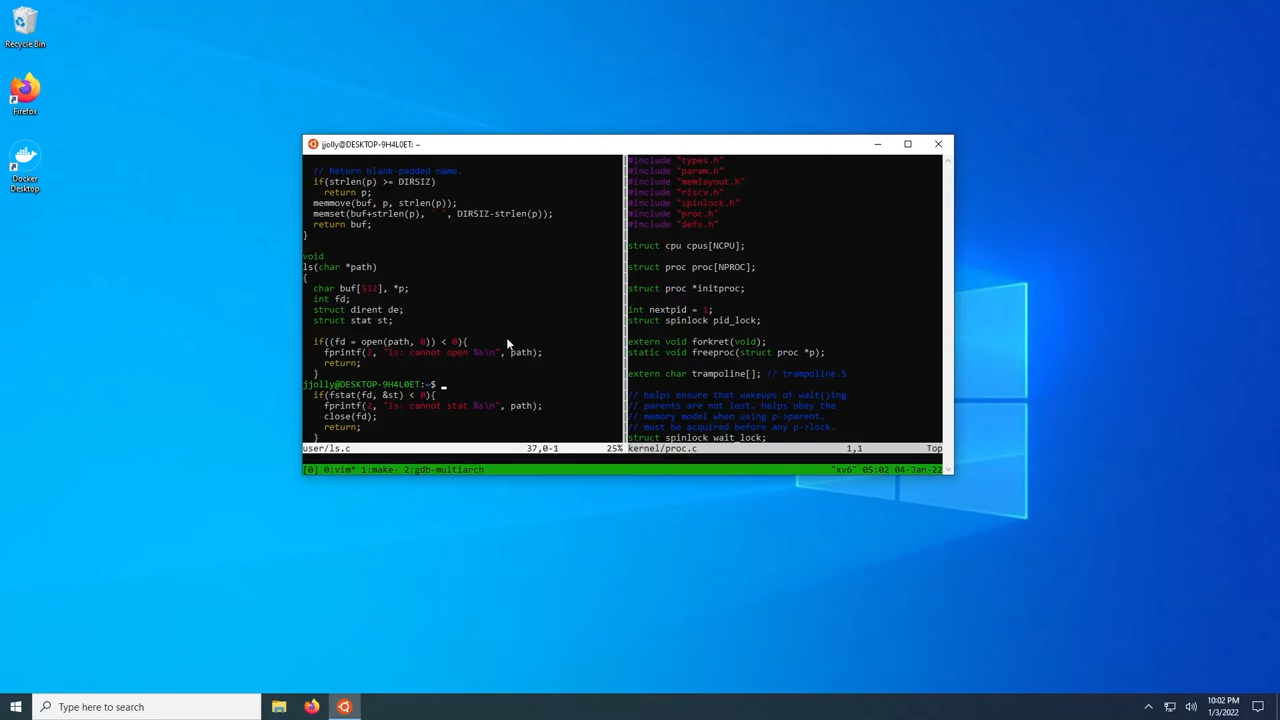 Recycle Bin
Firefox
Docker
Desktop
jjolly@DESKTOP-9H4L0ET: ~
// Return blank-padded name.
if(strlen(p) >= DIRSIZ)
return p;
memmove(buf, p, strlen(p));
memset(buf+strlen(p), ' ', DIRSIZ-strlen(p));
return buf;
}
void
ls(char *path)
{
char buf[512], *p;
int fd;
struct dirent de;
struct stat st;
if((fd = open(path, 0)) < 0){
fprintf(2, "ls: cannot open %s\n", path);
return;
}
jjolly@DESKTOP-9H4L0ET:~$ _
if(fstat(fd, &st) < 0){
fprintf(2, "ls: cannot stat %s\n", path);
close(fd);
return;
}
user/ls.c 37,0-1 25%
#include "types.h"
#include "param.h"
#include "memlayout.h"
#include "riscv.h"
#include "spinlock.h"
#include "proc.h"
#include "defs.h"
struct cpu cpus[NCPU];
struct proc proc[NPROC];
struct proc *initproc;
int nextpid = 1;
struct spinlock pid_lock;
extern void forkret(void);
static void freeproc(struct proc *p);
extern char trampoline[]; // trampoline.S
// helps ensure that wakeups of wait()ing
// parents are not lost. helps obey the
// memory model when using p->parent.
// must be acquired before any p->lock.
struct spinlock wait_lock;
kernel/proc.c 1,1 Top
[0] 0:vim* 1:make- 2:gdb-multiarch "xv6" 05:02 04-Jan-22
Type here to search
10:02 PM
1/3/2022